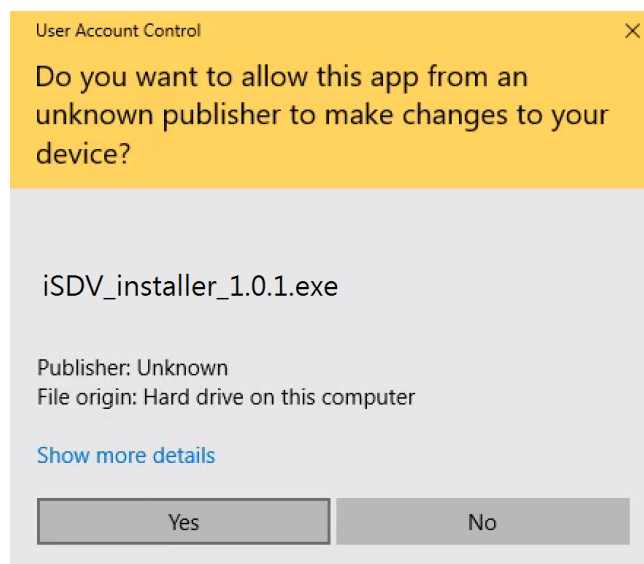 User Account Control
Do you want to allow this app from an
unknown publisher to make changes to your
device?
iSDV_installer_1.0.1.exe
Publisher: Unknown
File origin: Hard drive on this computer
Show more details
Yes
No